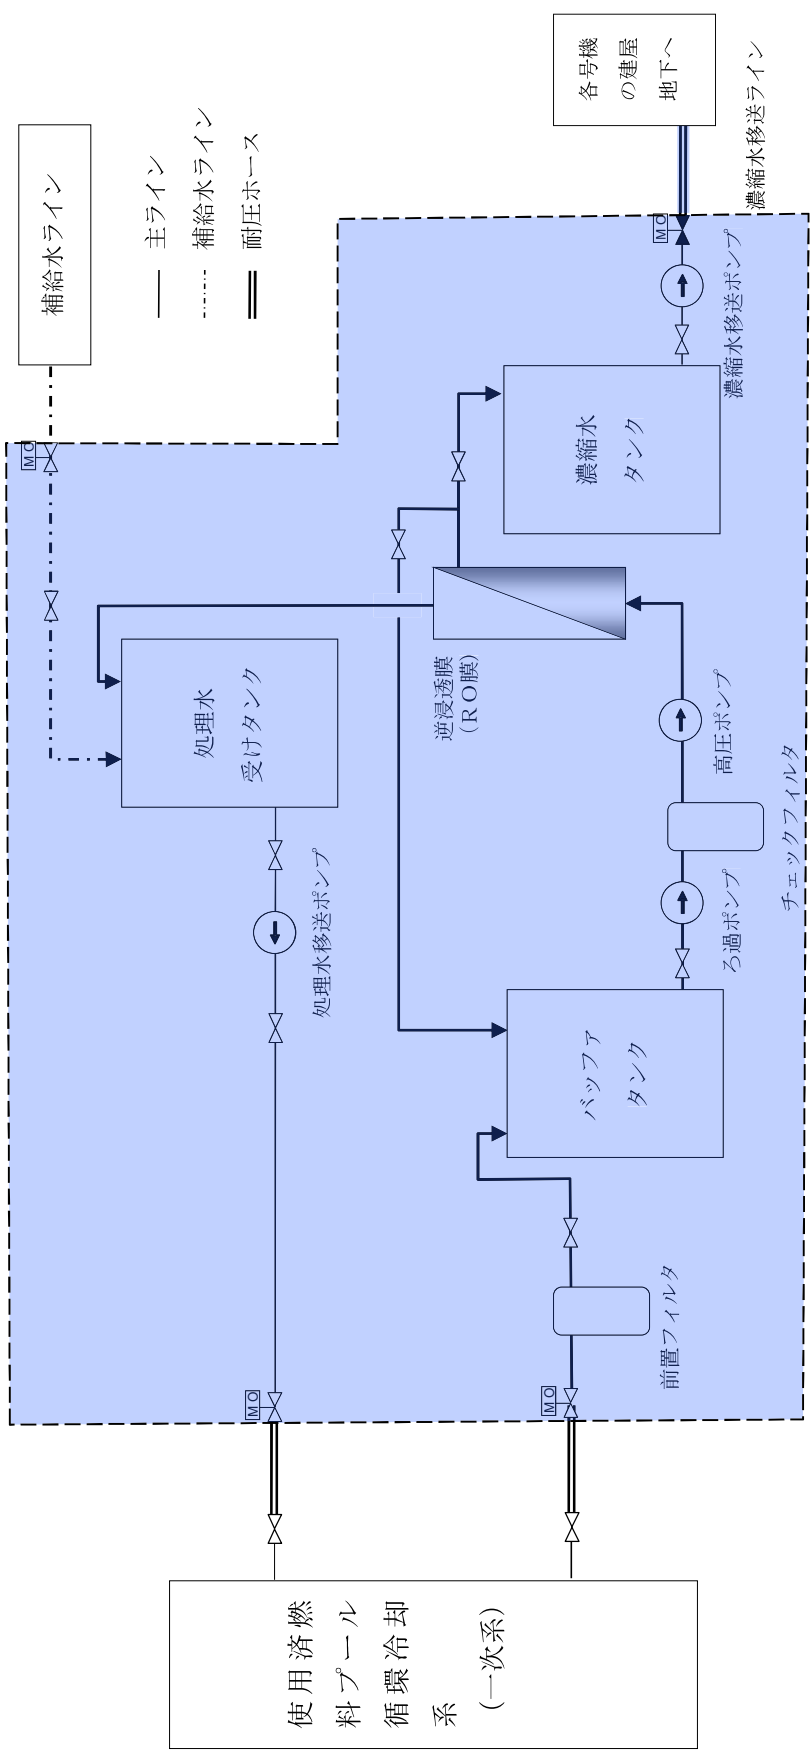 使用済燃
料プール
循環冷却
系
(一次系)
MO
MO
前置フィルタ
バッファ
タンク
ろ過ポンプ
チェックフィルタ
高圧ポンプ
逆浸透膜
(RO膜)
処理水移送ポンプ
処理水
受けタンク
濃縮水
タンク
濃縮水移送ポンプ
MO
濃縮水移送ライン
各号機
の建屋
地下へ
MO
補給水ライン
主ライン
補給水ライン
耐圧ホース